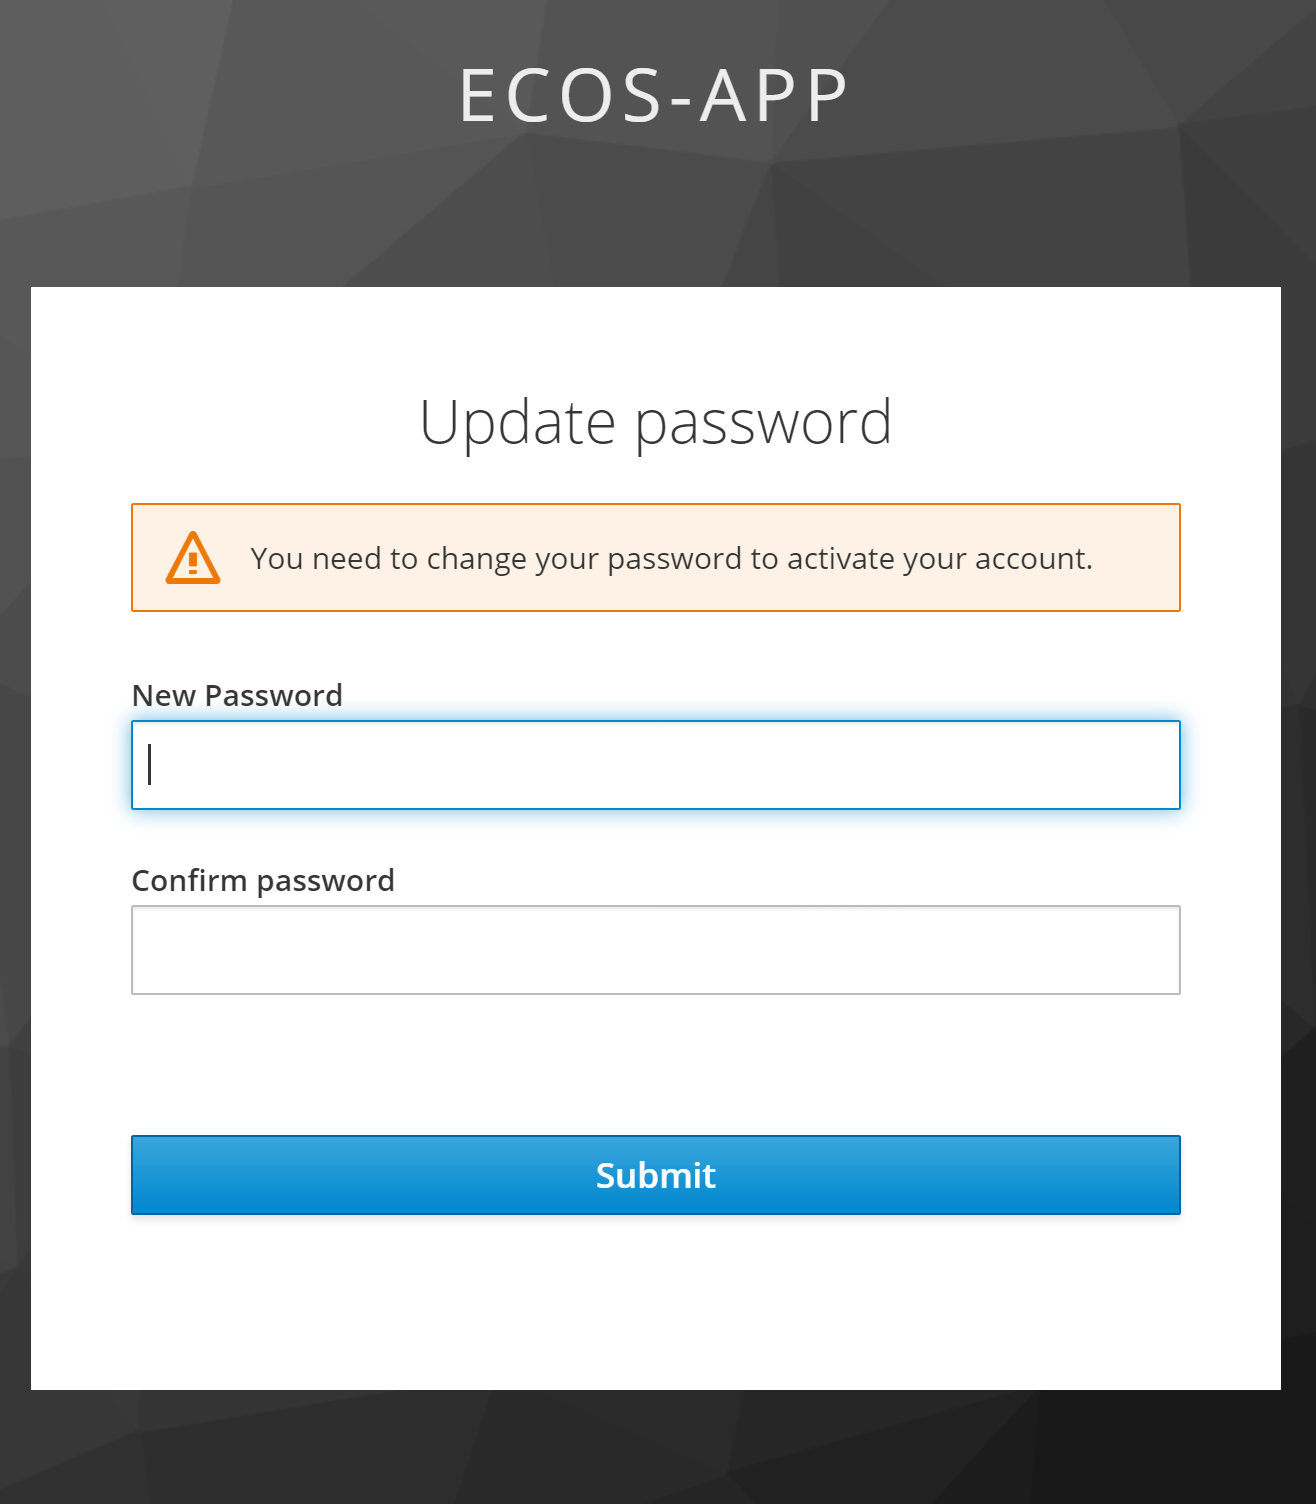 ECOS-APP
Update password
You need to change your password to activate your account.
New Password
Confirm password
Submit